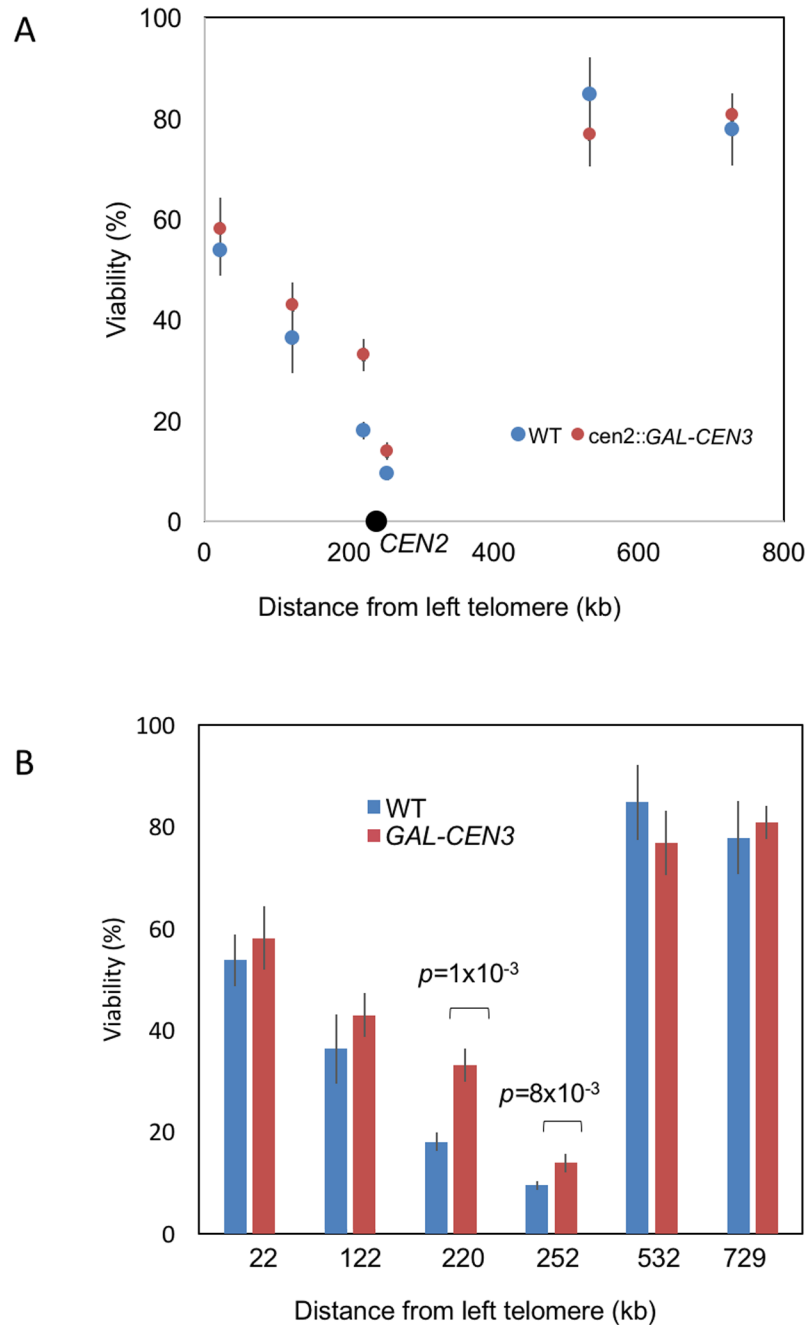 A
100
80
60
40
20
0
Viability (%)
WT
cen2::GAL-CEN3
CEN2
0 200 400 600 800
Distance from left telomere (kb)
B
100
80
60
40
20
0
Viability (%)
WT
GAL-CEN3
p=1x10-3
p=8x10-3
22 122 220 252 532 729
Distance from left telomere (kb)